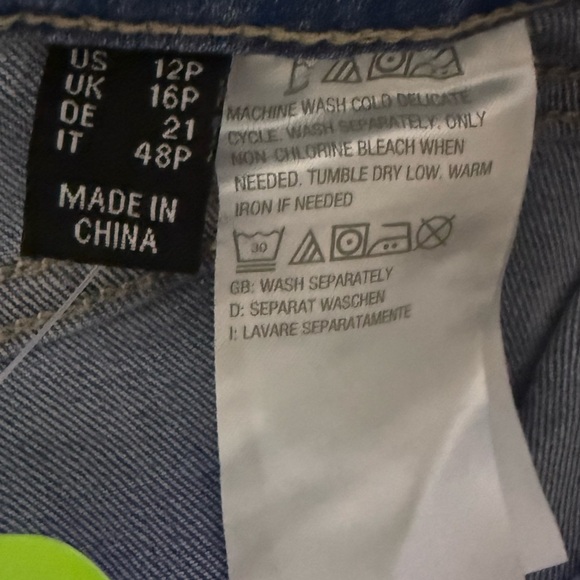 US 12P
UK 16P
DE 21
IT 48P
MADE IN
CHINA
MACHINE WASH COLD DELICATE
CYCLE. WASH SEPARATELY. ONLY
NON CHLORINE BLEACH WHEN
NEEDED. TUMBLE DRY LOW. WARM
IRON IF NEEDED
30
GB: WASH SEPARATELY
D: SEPARAT WASCHEN
I: LAVARE SEPARATAMENTE